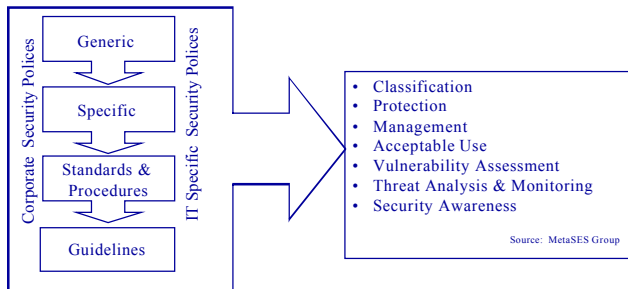 Corporate Security Polices
Generic
Specific
Standards &
Procedures
Guidelines
IT Specific Security Polices
• Classification
• Protection
• Management
• Acceptable Use
• Vulnerability Assessment
• Threat Analysis & Monitoring
• Security Awareness
Source: MetaSES Group